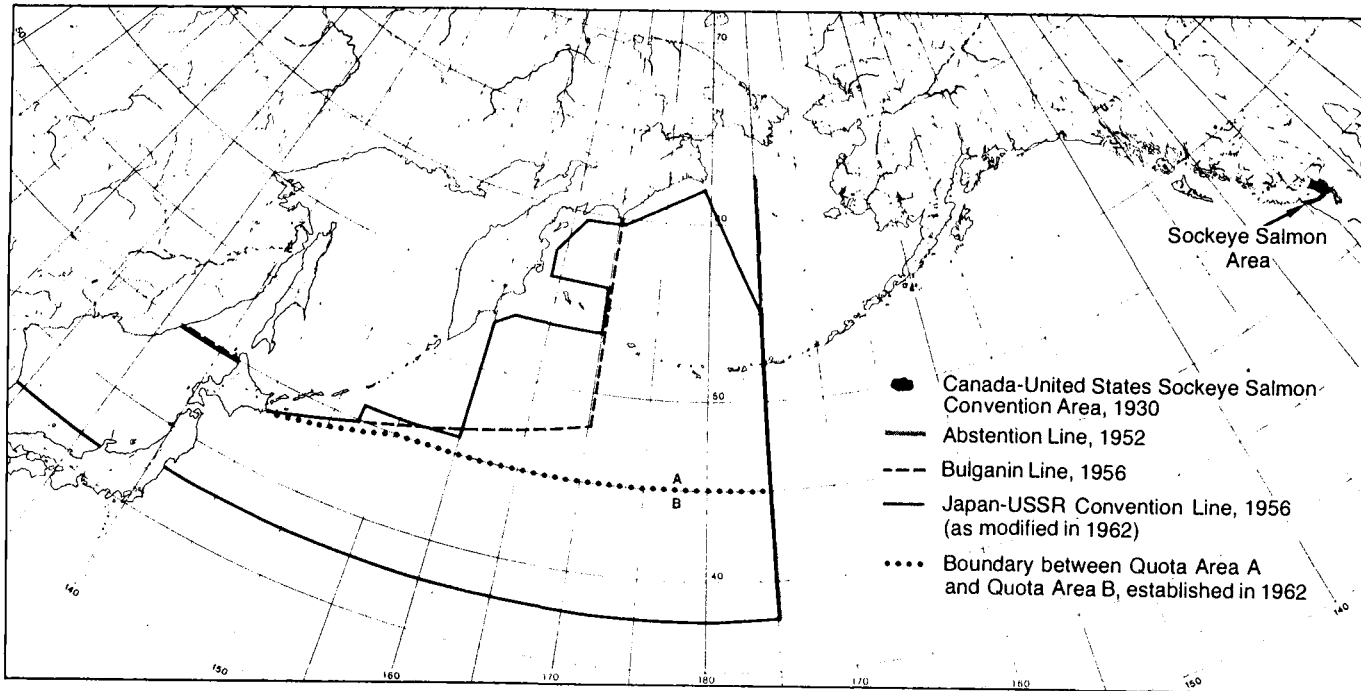 70
60
50
40
A
B
Sockeye Salmon
Area
Canada-United States Sockeye Salmon
Convention Area, 1930
Abstention Line, 1952
Bulganin Line, 1956
Japan-USSR Convention Line, 1956
(as modified in 1962)
Boundary between Quota Area A
and Quota Area B, established in 1962
140
150
160
170
180
170
160
150
140